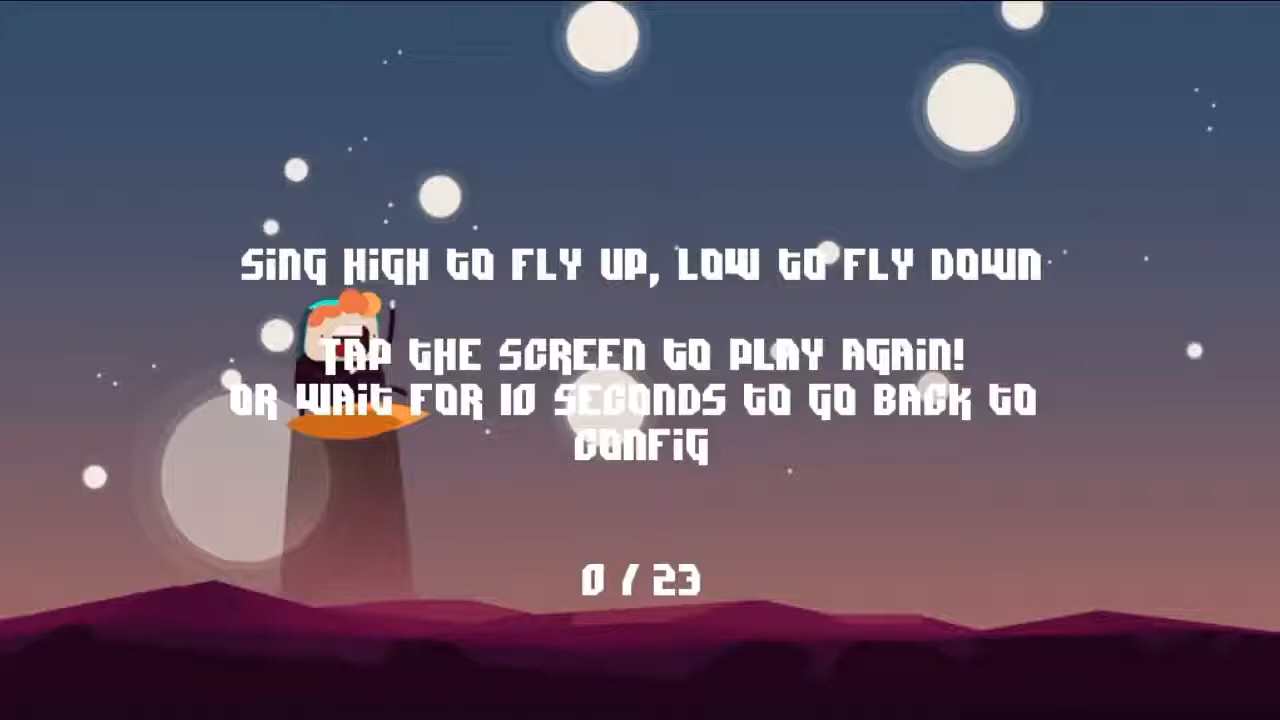 SING HIGH TO FLY UP, LOW TO FLY DOWN
TAP THE SCREEN TO PLAY AGAIN!
OR WAIT FOR 10 SECONDS TO GO BACK TO
CONFIG
0 / 23